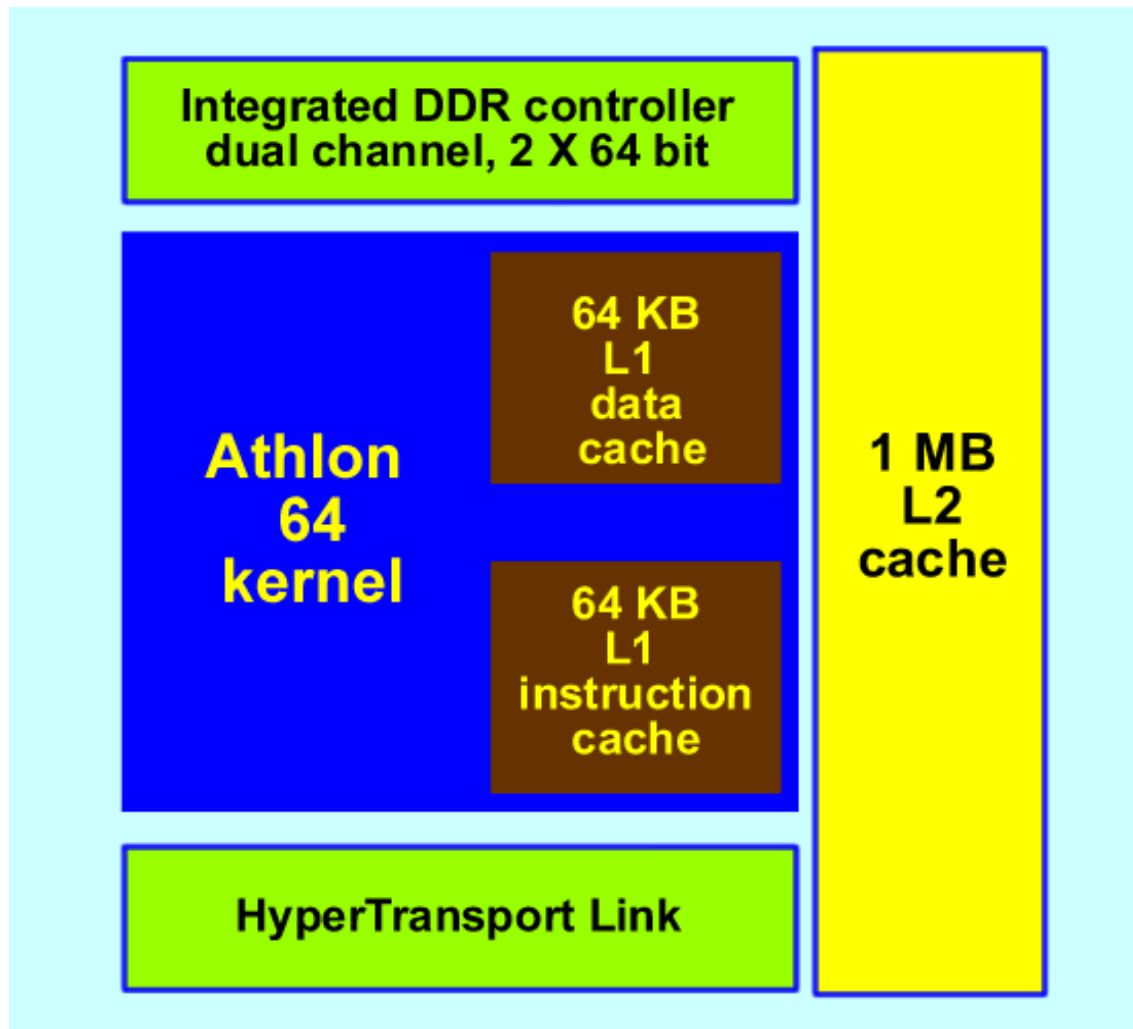 Integrated DDR controller
dual channel, 2 X 64 bit
Athlon
64
kernel
64 KB
L1
data
cache
64 KB
L1
instruction
cache
1 MB
L2
cache
HyperTransport Link